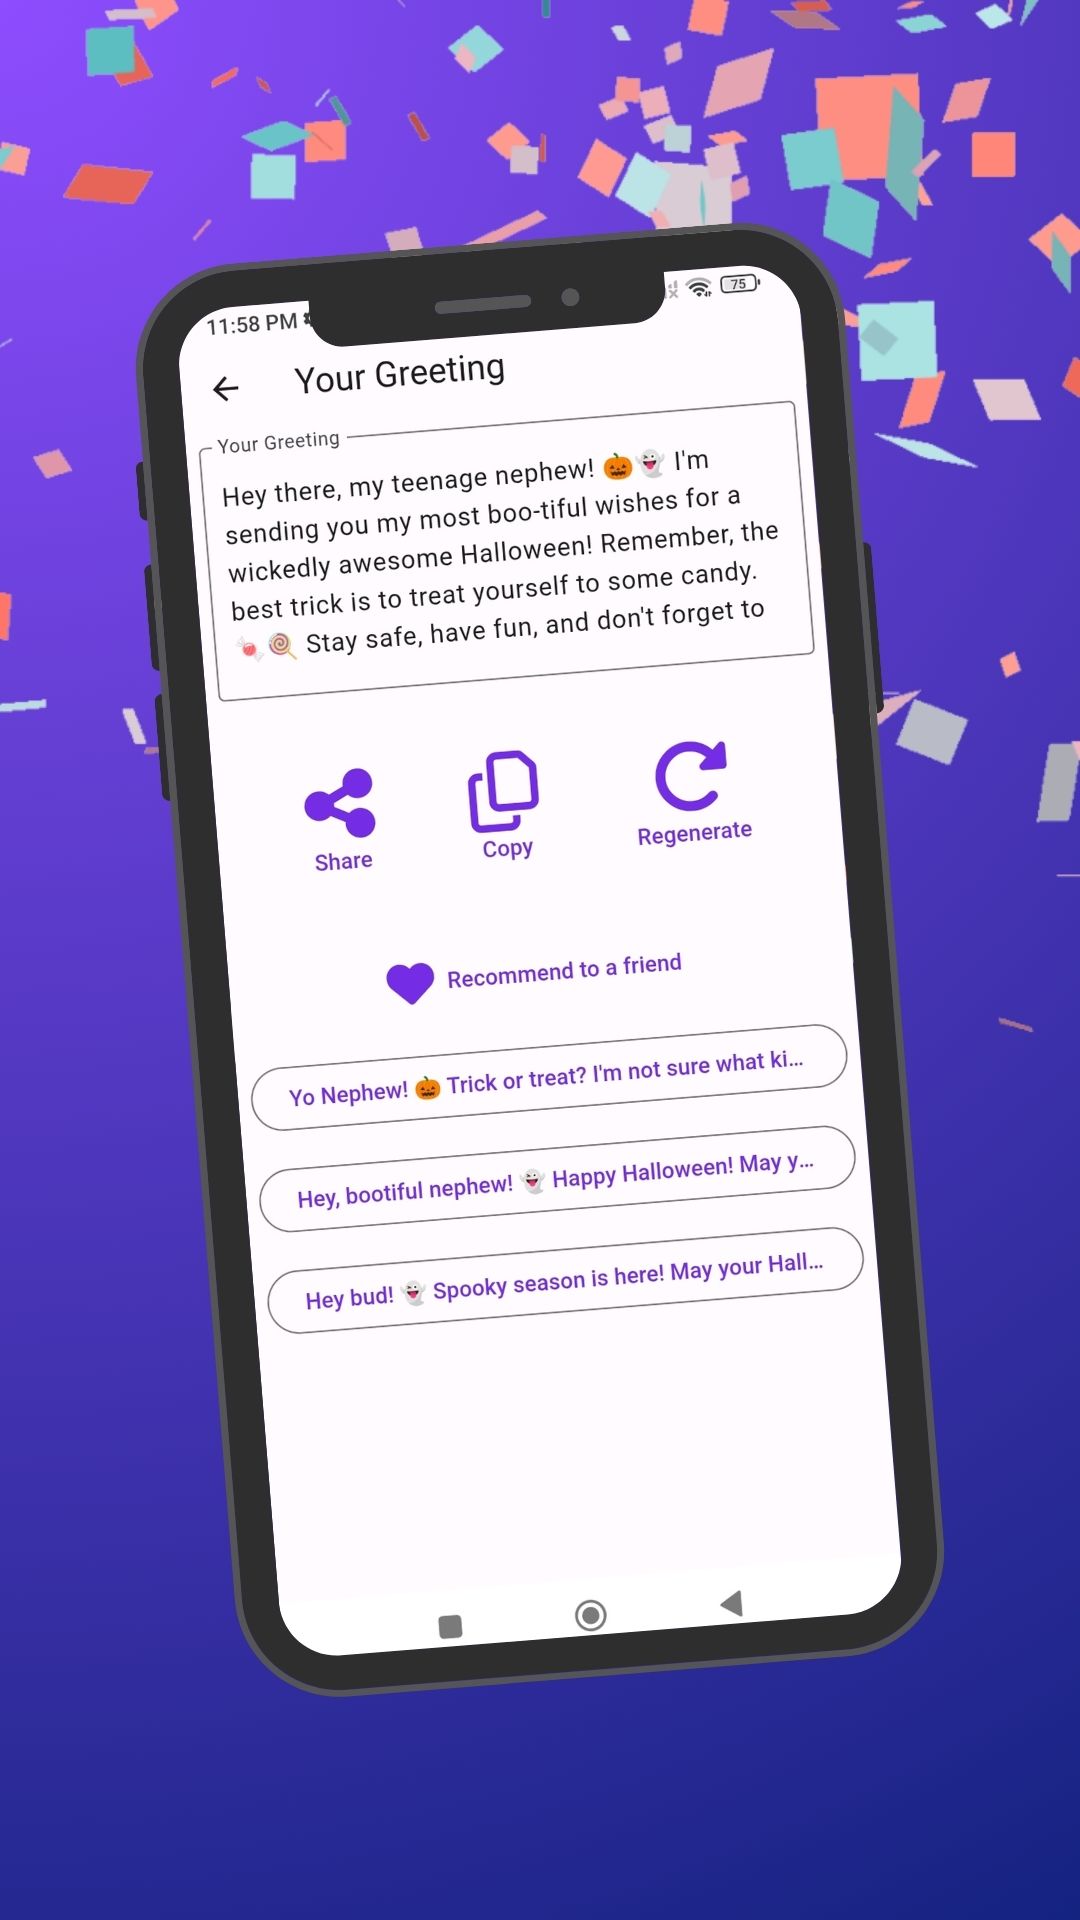 11:58 PM
75
Your Greeting
Your Greeting
Hey there, my teenage nephew! 🎃👻 I'm
sending you my most boo-tiful wishes for a
wickedly awesome Halloween! Remember, the
best trick is to treat yourself to some candy.
🍬🍭 Stay safe, have fun, and don't forget to
Share
Copy
Regenerate
Recommend to a friend
Yo Nephew! 🎃 Trick or treat? I'm not sure what ki...
Hey, bootiful nephew! 👻 Happy Halloween! May y...
Hey bud! 👻 Spooky season is here! May your Hall...